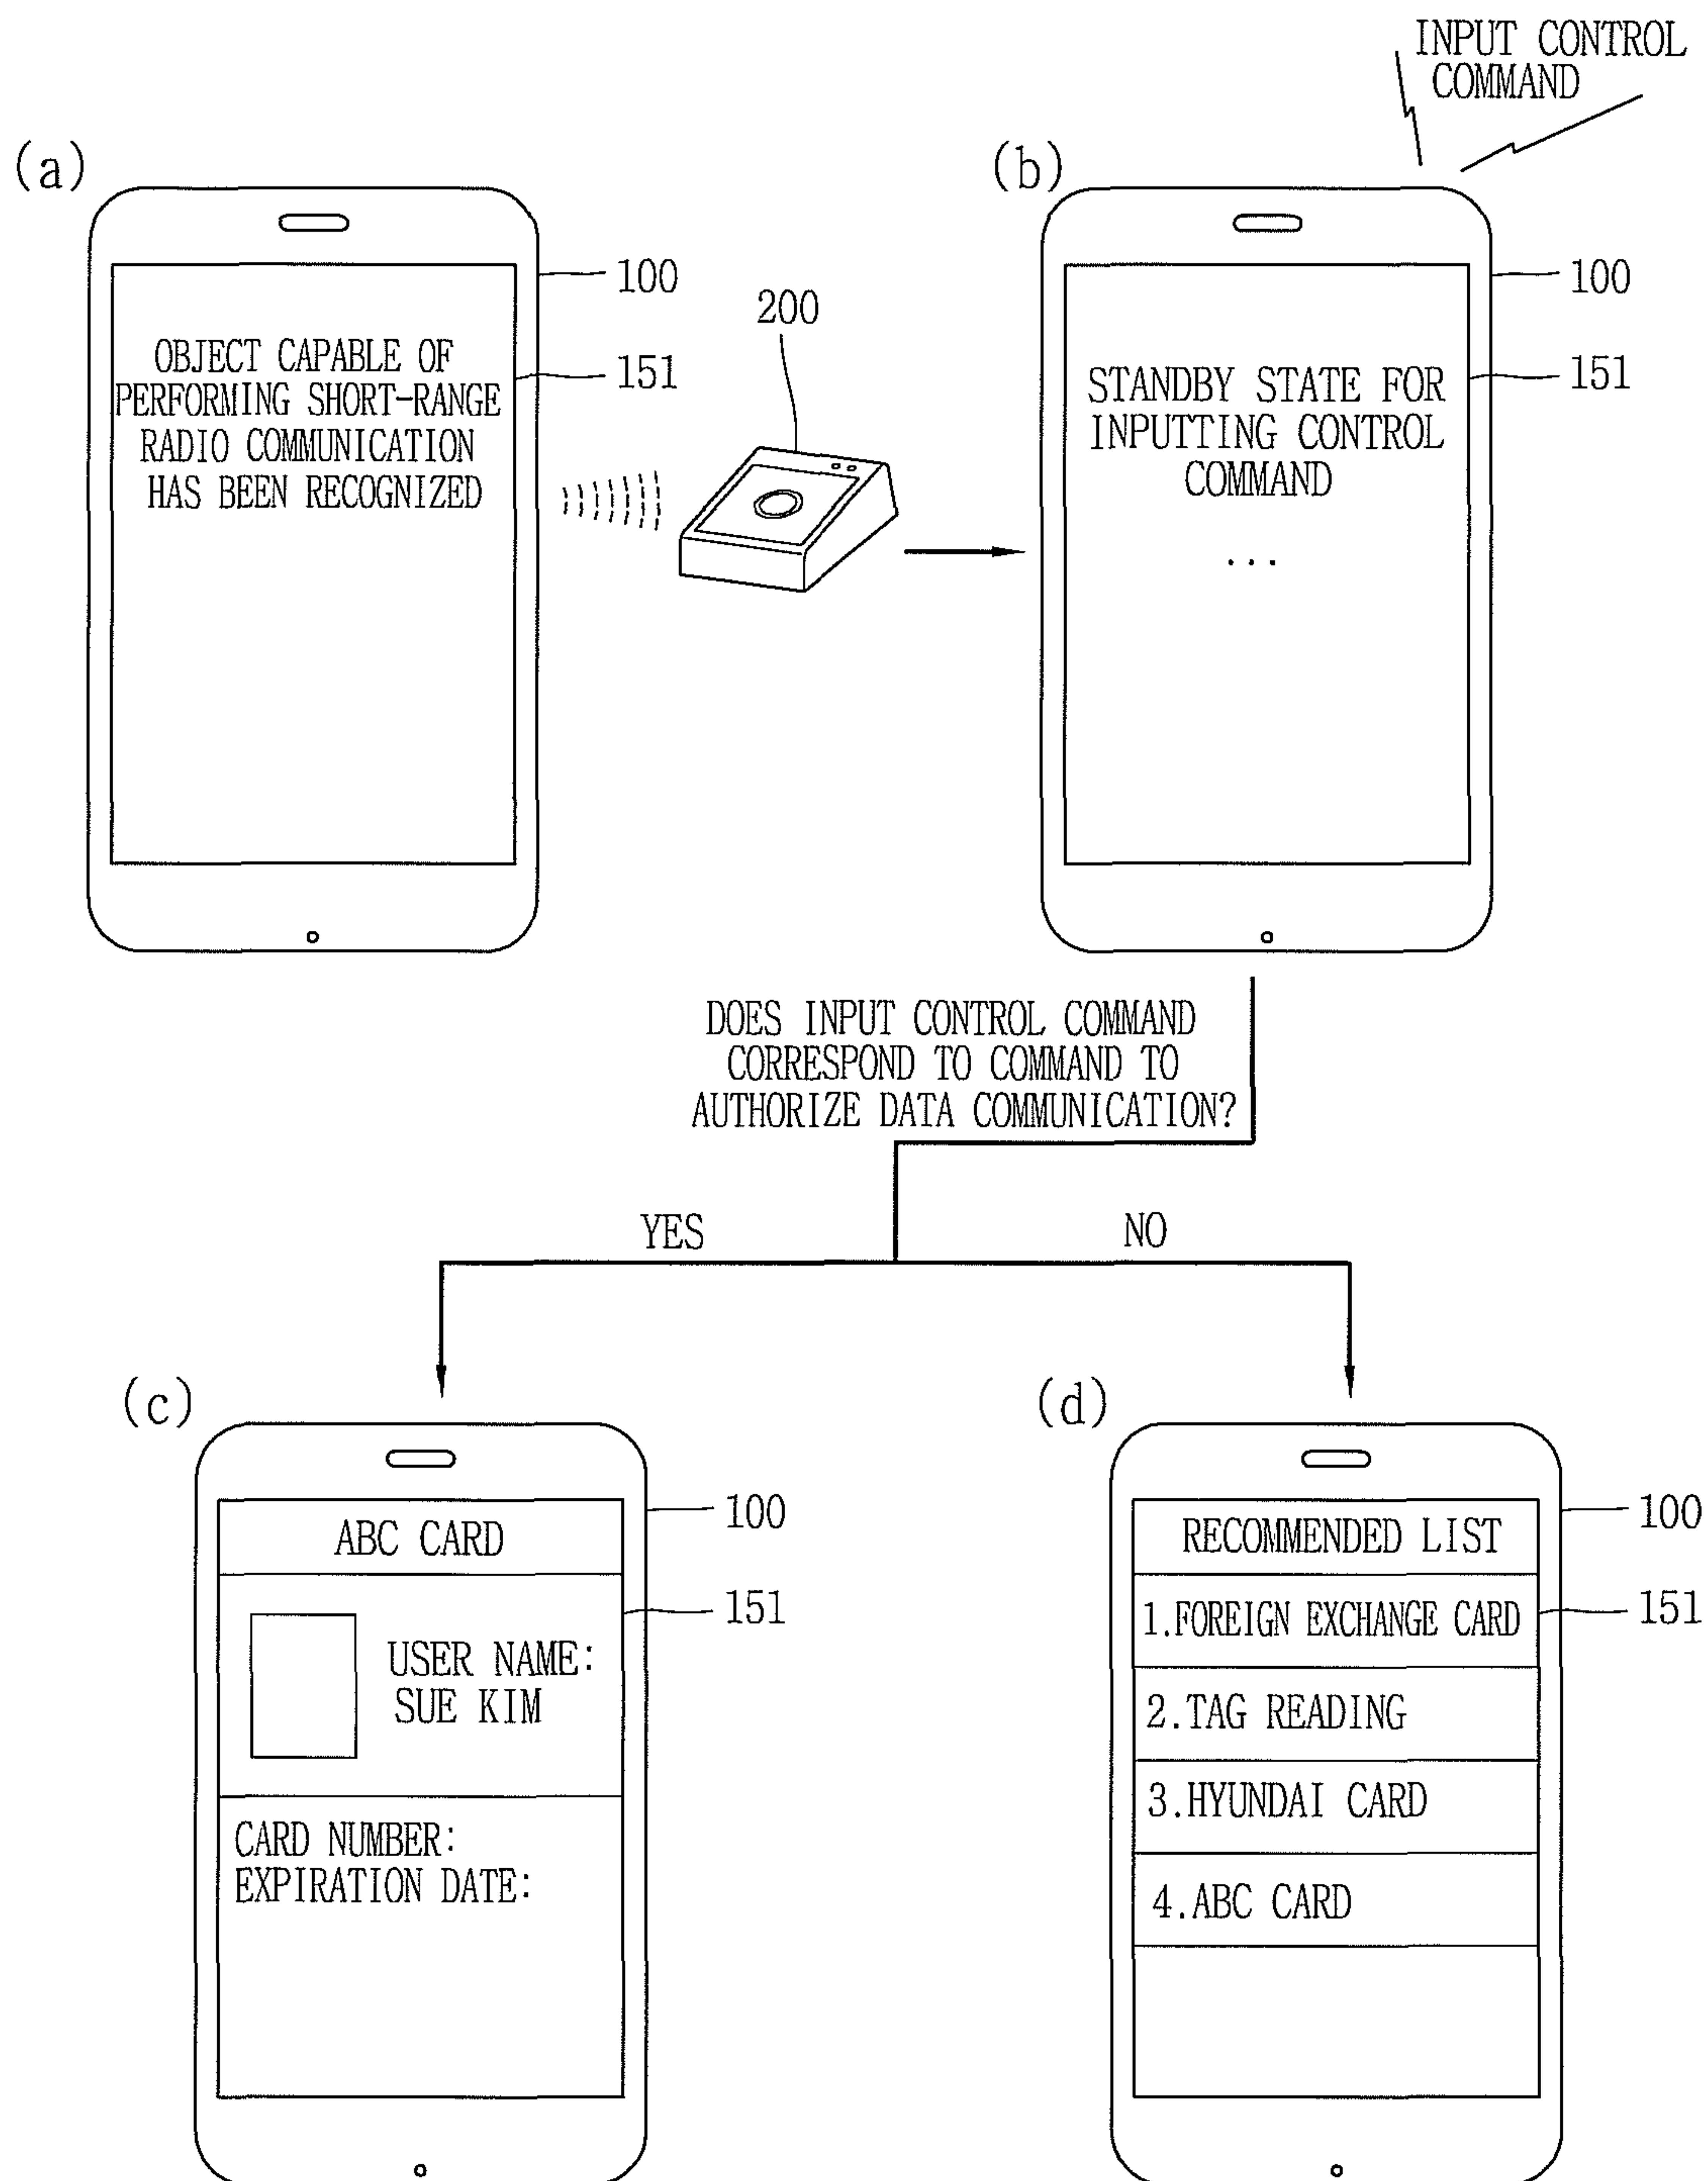 INPUT CONTROL
COMMAND
(a)
(b)
100
151
OBJECT CAPABLE OF
PERFORMING SHORT-RANGE
RADIO COMMUNICATION
HAS BEEN RECOGNIZED
200
100
151
STANDBY STATE FOR
INPUTTING CONTROL
COMMAND
...
DOES INPUT CONTROL COMMAND
CORRESPOND TO COMMAND TO
AUTHORIZE DATA COMMUNICATION?
YES
NO
(c)
100
151
ABC CARD
USER NAME:
SUE KIM
CARD NUMBER:
EXPIRATION DATE:
(d)
100
151
RECOMMENDED LIST
1.FOREIGN EXCHANGE CARD
2.TAG READING
3.HYUNDAI CARD
4.ABC CARD